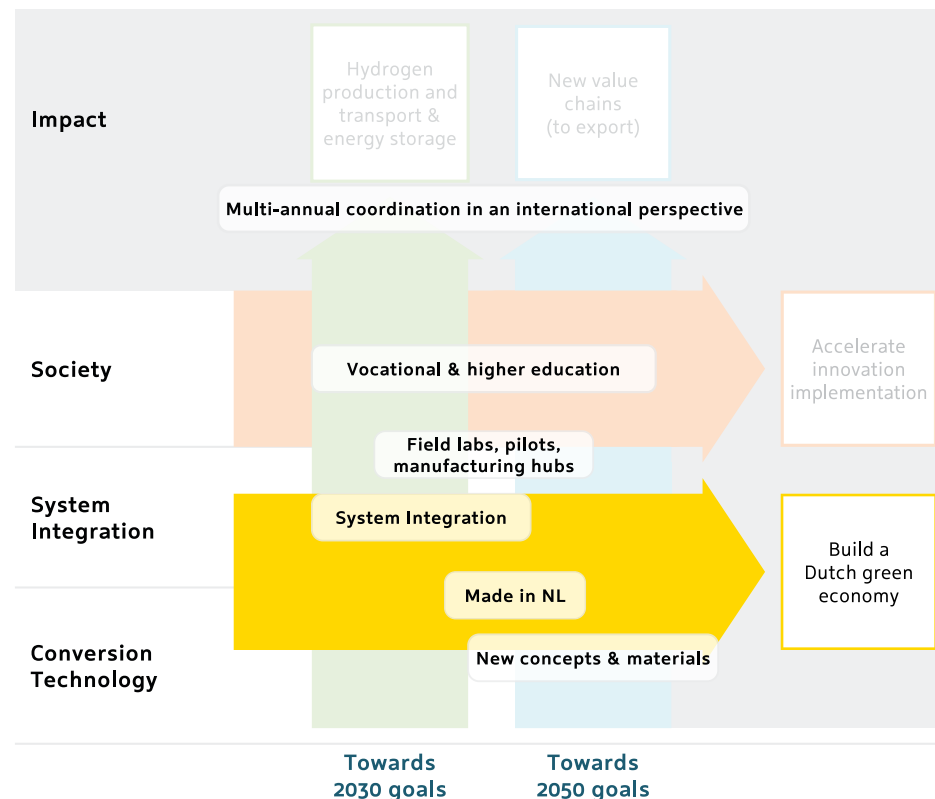 Hydrogen
production and
transport &
energy storage
New value
chains
(to export)
Impact
Multi-annual coordination in an international perspective
Society
Vocational & higher education
Accelerate
innovation
implementation
Field labs, pilots,
manufacturing hubs
System
Integration
System Integration
Build a
Dutch green
economy
Made in NL
Conversion
Technology
New concepts & materials
Towards
2030 goals
Towards
2050 goals